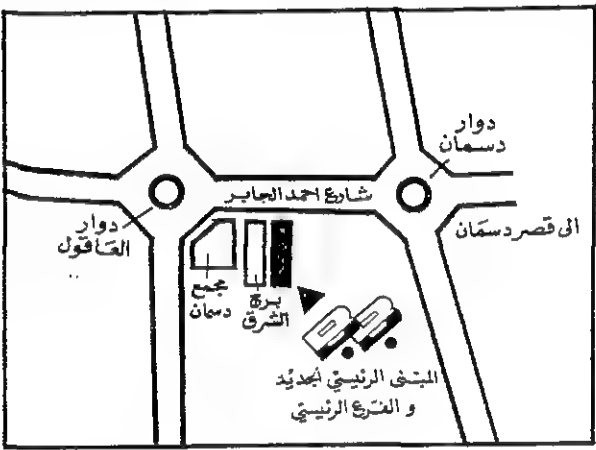 دوار
دسمان
شارع احمد الجابر
الى قصر دسمان
دوار
العاقول
مجمع
دسمان
برج
الشرق
المبنى الرئيسي الجديد
و الفرع الرئيسي